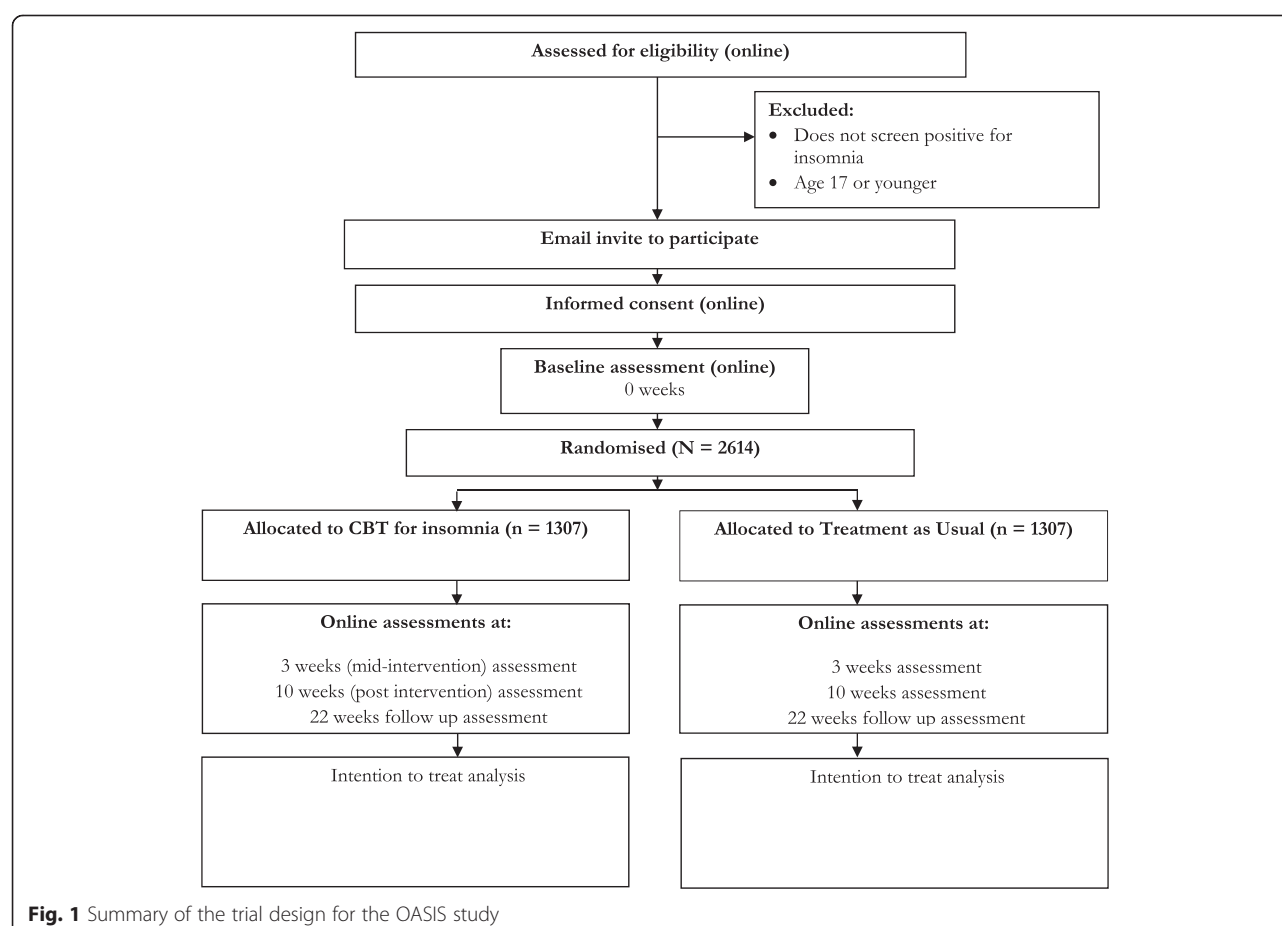 Assessed for eligibility (online)
Excluded:
• Does not screen positive for
insomnia
• Age 17 or younger
Email invite to participate
Informed consent (online)
Baseline assessment (online)
0 weeks
Randomised (N = 2614)
Allocated to CBT for insomnia (n = 1307)
Allocated to Treatment as Usual (n = 1307)
Online assessments at:
3 weeks (mid-intervention) assessment
10 weeks (post intervention) assessment
22 weeks follow up assessment
Online assessments at:
3 weeks assessment
10 weeks assessment
22 weeks follow up assessment
Intention to treat analysis
Intention to treat analysis
Fig. 1 Summary of the trial design for the OASIS study